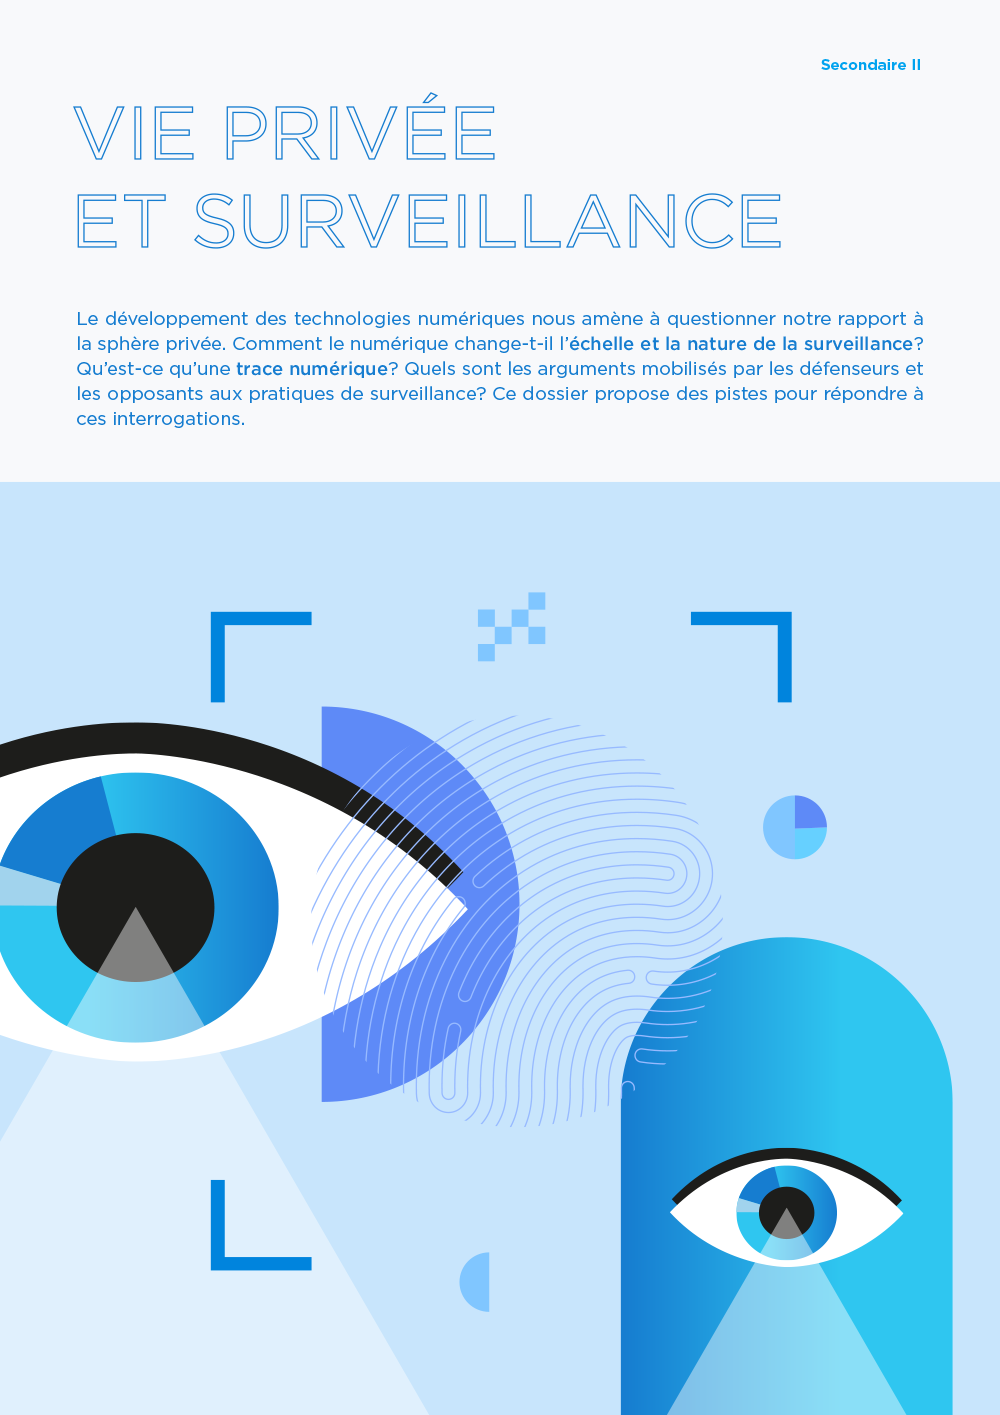 Secondaire II
VIE PRIVÉE
ET SURVEILLANCE
Le développement des technologies numériques nous amène à questionner notre rapport à
la sphère privée. Comment le numérique change-t-il l’échelle et la nature de la surveillance?
Qu’est-ce qu’une trace numérique? Quels sont les arguments mobilisés par les défenseurs et
les opposants aux pratiques de surveillance? Ce dossier propose des pistes pour répondre à
ces interrogations.